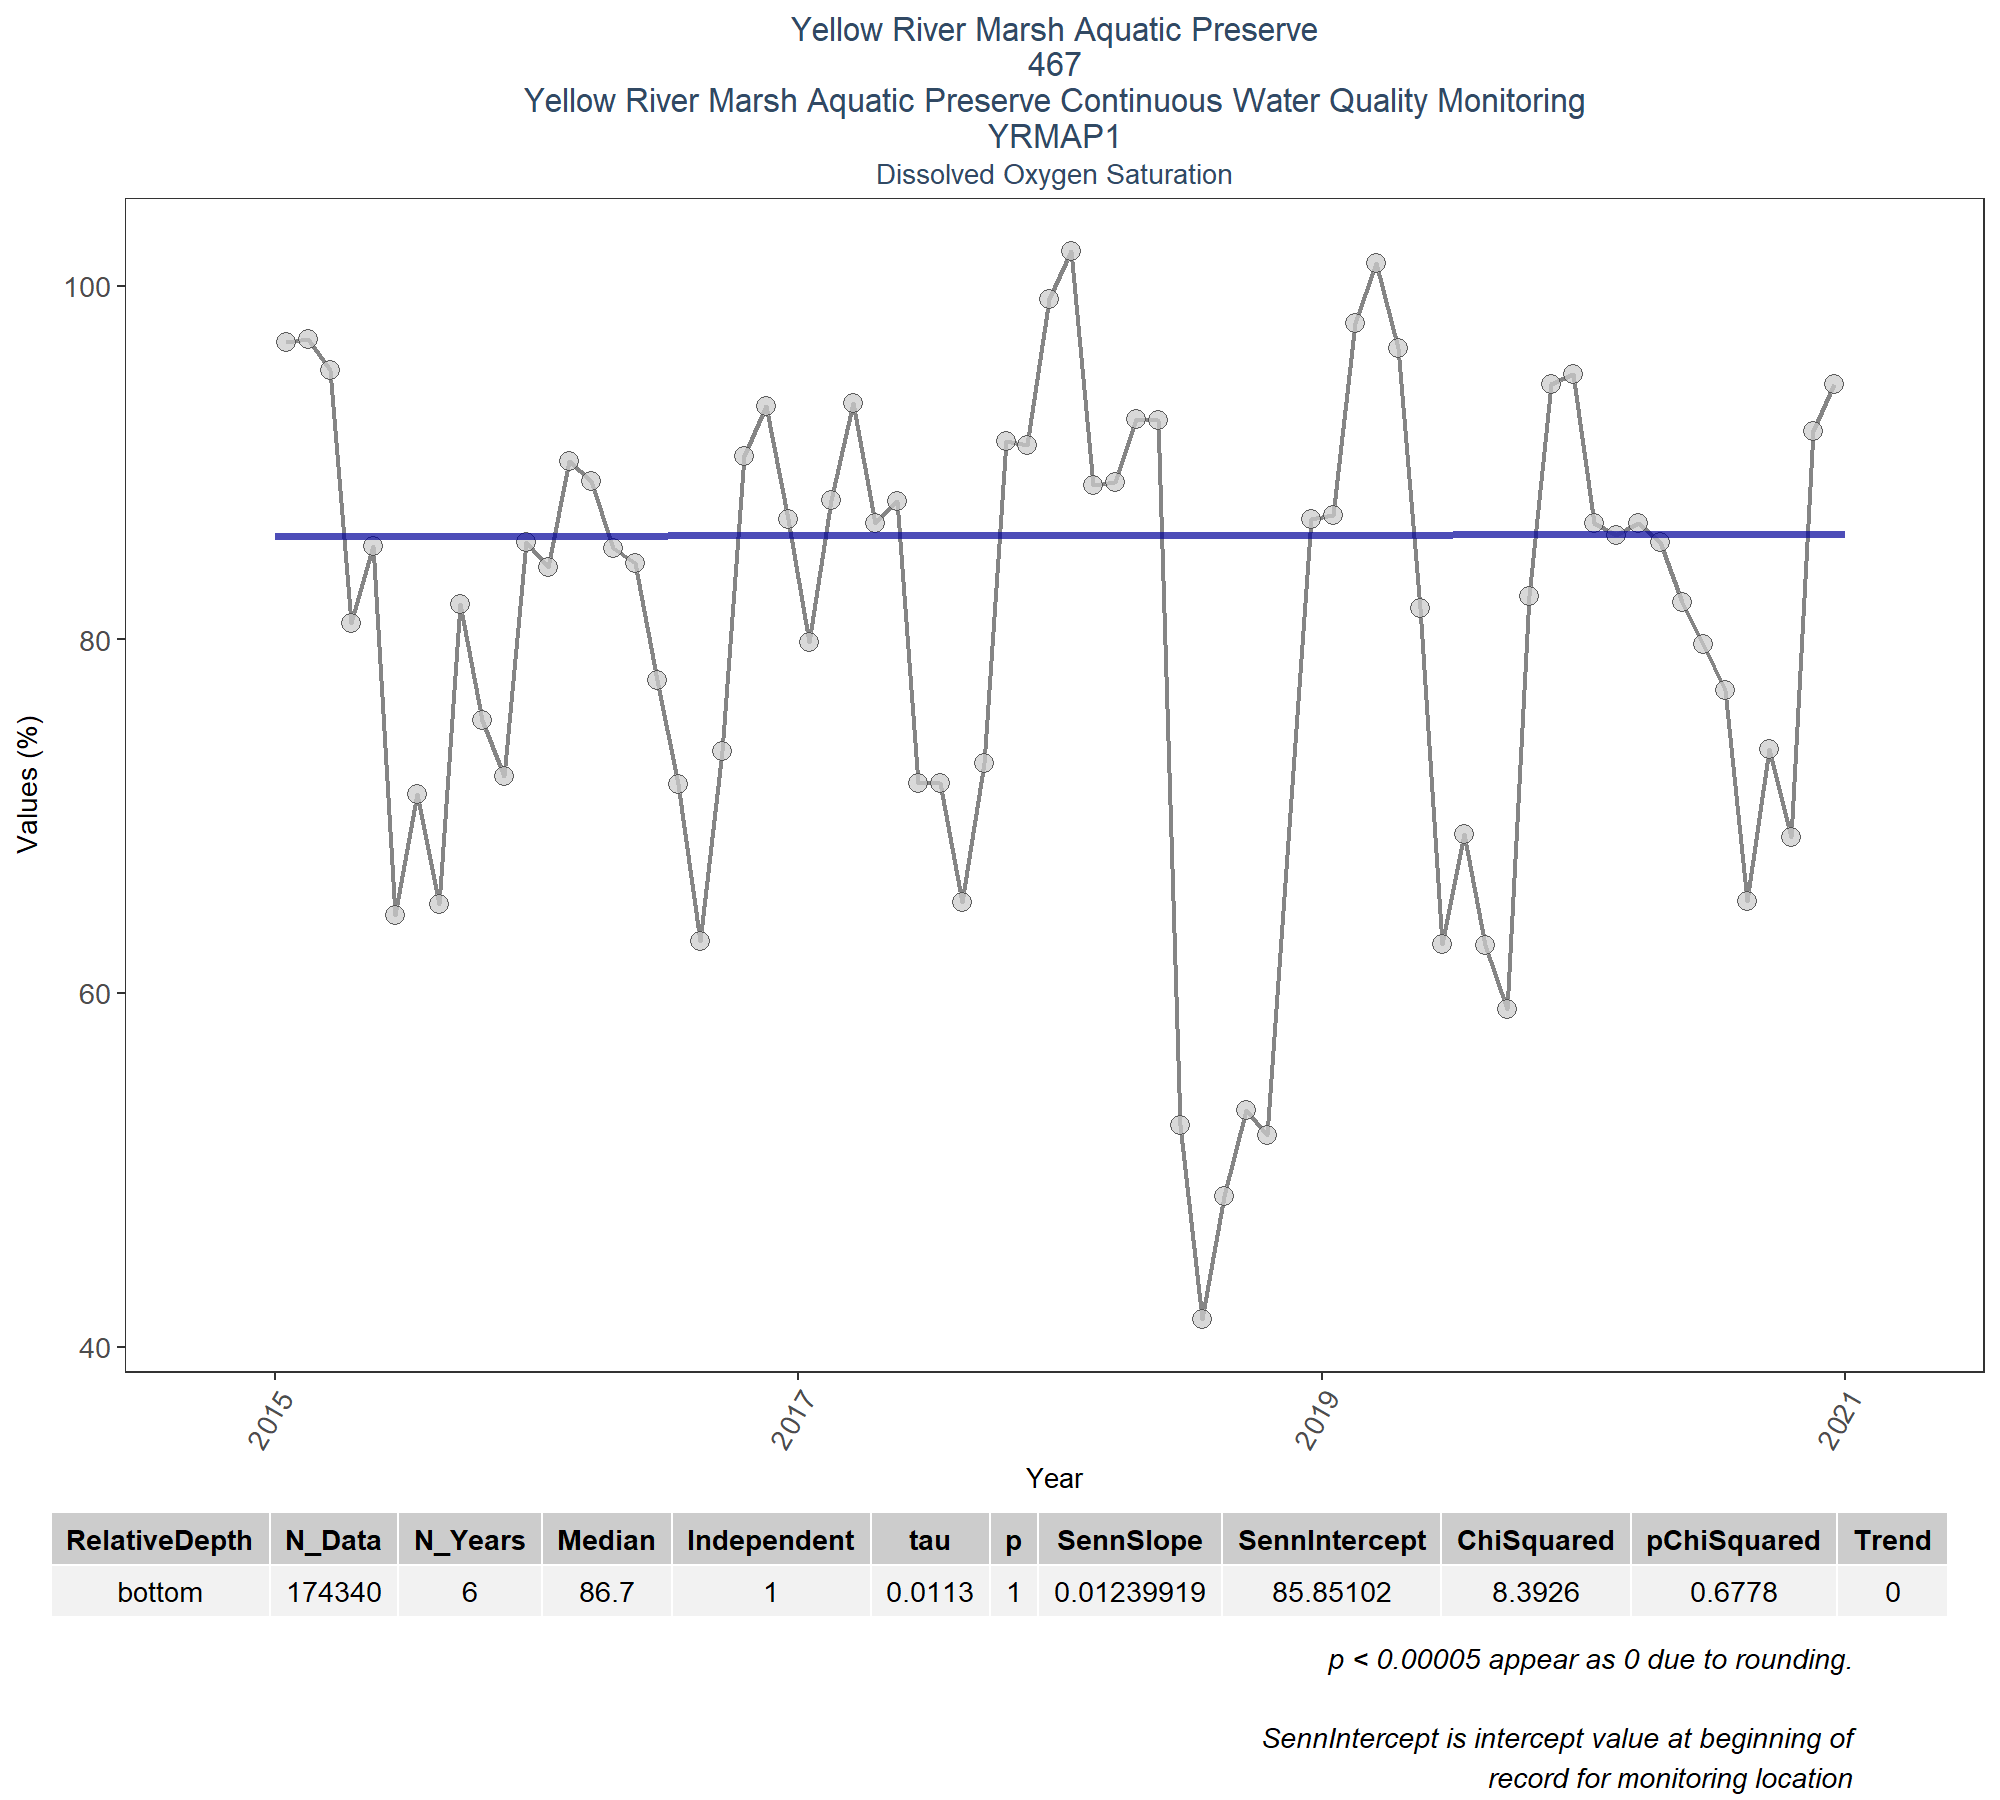 Yellow River Marsh Aquatic Preserve
467
Yellow River Marsh Aquatic Preserve Continuous Water Quality Monitoring
YRMAP1
Dissolved Oxygen Saturation
100
80
60
40
Values (%)
2015 2017 2019 2021
Year
RelativeDepth N_Data N_Years Median Independent tau p SennSlope SennIntercept ChiSquared pChiSquared Trend
bottom 174340 6 86.7 1 0.0113 1 0.01239919 85.85102 8.3926 0.6778 0
p < 0.00005 appear as 0 due to rounding.
SennIntercept is intercept value at beginning of
record for monitoring location